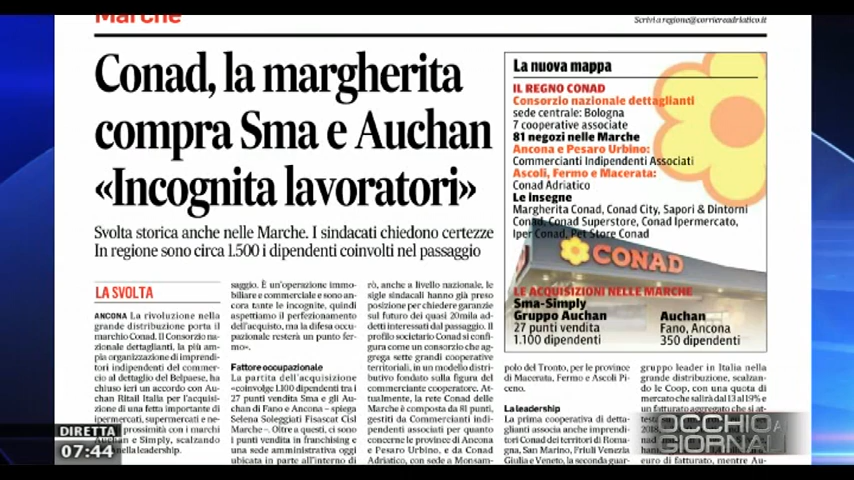 Marche
Scrivi a regione@corriereadriatico.it
Conad, la margherita
compra Sma e Auchan
«Incognita lavoratori»
Svolta storica anche nelle Marche. I sindacati chiedono certezze
In regione sono circa 1.500 i dipendenti coinvolti nel passaggio
LA SVOLTA
ANCONA La rivoluzione nella
grande distribuzione porta il
marchio Conad. Il Consorzio na-
zionale dettaglianti, la più am-
pia organizzazione di imprendi-
tori indipendenti del commer-
cio al dettaglio del Belpaese, ha
chiuso ieri un accordo con Au-
chan Ritail Italia per l'acquisi-
zione di una fetta importante di
ipermercati, supermercati e ne-
prossimità con i marchi
Auchan e Simply, scalzando
nella leadership.
saggio. È un'operazione immo-
biliare e commerciale e sono an-
cora tante le incognite, quindi
aspettiamo il perfezionamento
dell'acquisto, ma la difesa occu-
pazionale resterà un punto fer-
mo».
Fattore occupazionale
La partita dell'acquisizione
«coinvolge 1.100 dipendenti tra i
27 punti vendita Sma e gli Au-
chan di Fano e Ancona – spiega
Selena Soleggiati Fisascat Cisl
Marche –. Oltre a questi, ci sono
i punti vendita in franchising e
una sede amministrativa oggi
ubicata in parte all'interno di
rò, anche a livello nazionale, le
sigle sindacali hanno già preso
posizione per chiedere garanzie
sul futuro dei quasi 20mila ad-
detti interessati dal passaggio. Il
profilo societario Conad si confi-
gura come un consorzio che ag-
grega sette grandi cooperative
territoriali, in un modello distri-
butivo fondato sulla figura del
commerciante cooperatore. At-
tualmente, la rete Conad delle
Marche è composta da 81 punti,
gestiti da Commercianti indi-
pendenti associati per quanto
concerne le province di Ancona
e Pesaro Urbino, e da Conad
Adriatico, con sede a Monsam-
La nuova mappa
IL REGNO CONAD
Consorzio nazionale dettaglianti
sede centrale: Bologna
7 cooperative associate
81 negozi nelle Marche
Ancona e Pesaro Urbino:
Commercianti Indipendenti Associati
Ascoli, Fermo e Macerata:
Conad Adriatico
Le insegne
Margherita Conad, Conad City, Sapori & Dintorni
Conad, Conad Superstore, Conad Ipermercato,
Iper Conad, Pet Store Conad
CONAD
LE ACQUISIZIONI NELLE MARCHE
Sma-Simply
Gruppo Auchan
27 punti vendita
1.100 dipendenti
Auchan
Fano, Ancona
350 dipendenti
polo del Tronto, per le province
di Macerata, Fermo e Ascoli Pi-
ceno.
La leadership
La prima cooperativa di detta-
glianti associa anche imprendi-
tori Conad dei territori di Roma-
gna, San Marino, Friuli Venezia
Giulia e Veneto, la seconda guar-
gruppo leader in Italia nella
grande distribuzione, scalzan-
do le Coop, con una quota di
mercato che salirà dal 13 al 19% e
un fatturato aggregato che si at-
testa
2018
euro di fatturato, mentre Au-
DIRETTA
07:44
OCCHIO AI
GIORNALI